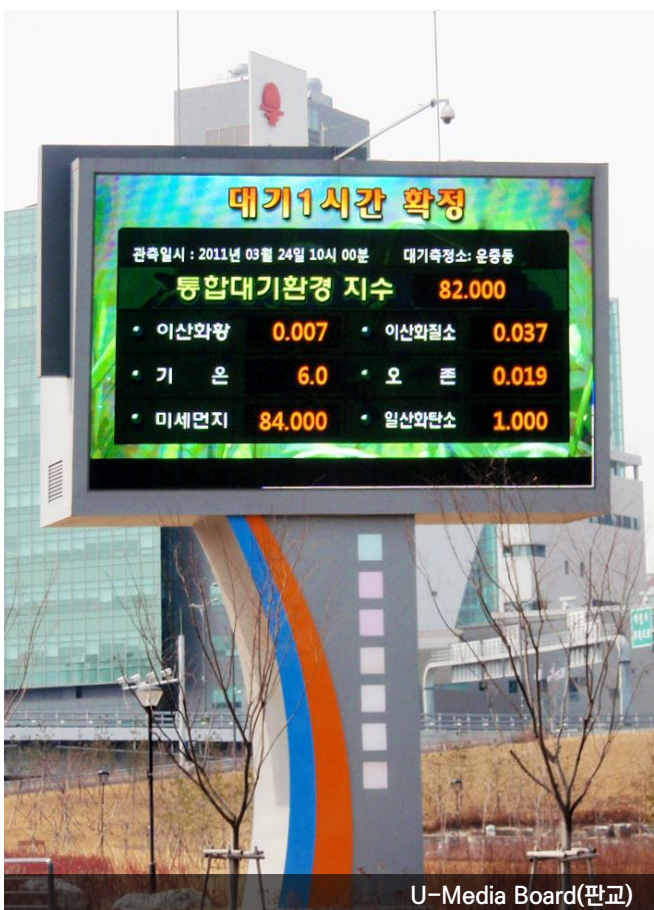 대기1시간 확정
관측일시 : 2011년 03월 24일 10시 00분 대기측정소: 운중동
통합대기환경 지수 82.000
이산화황 0.007 이산화질소 0.037
기 온 6.0 오 존 0.019
미세먼지 84.000 일산화탄소 1.000
U-Media Board(판교)